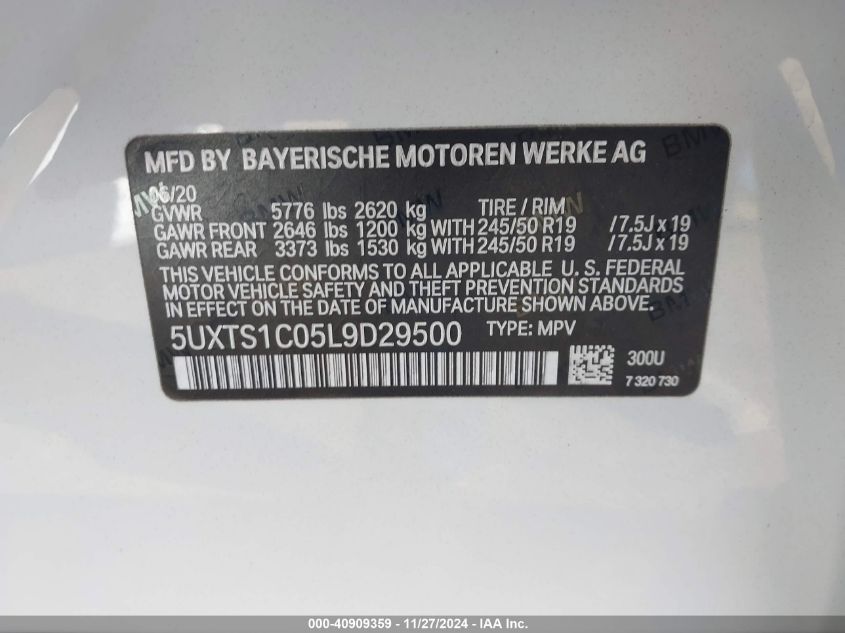 MFD BY BAYERISCHE MOTOREN WERKE AG
06/20
GVWR 5776 lbs 2620 kg TIRE / RIM
GAWR FRONT 2646 lbs 1200 kg WITH 245/50 R19 /7.5J x 19
GAWR REAR 3373 lbs 1530 kg WITH 245/50 R19 /7.5J x 19
THIS VEHICLE CONFORMS TO ALL APPLICABLE U. S. FEDERAL
MOTOR VEHICLE SAFETY AND THEFT PREVENTION STANDARDS
IN EFFECT ON THE DATE OF MANUFACTURE SHOWN ABOVE.
5UXTS1C05L9D29500 TYPE: MPV
300U
7 320 730
000-40909359 | 11/27/2024 - IAA Inc.